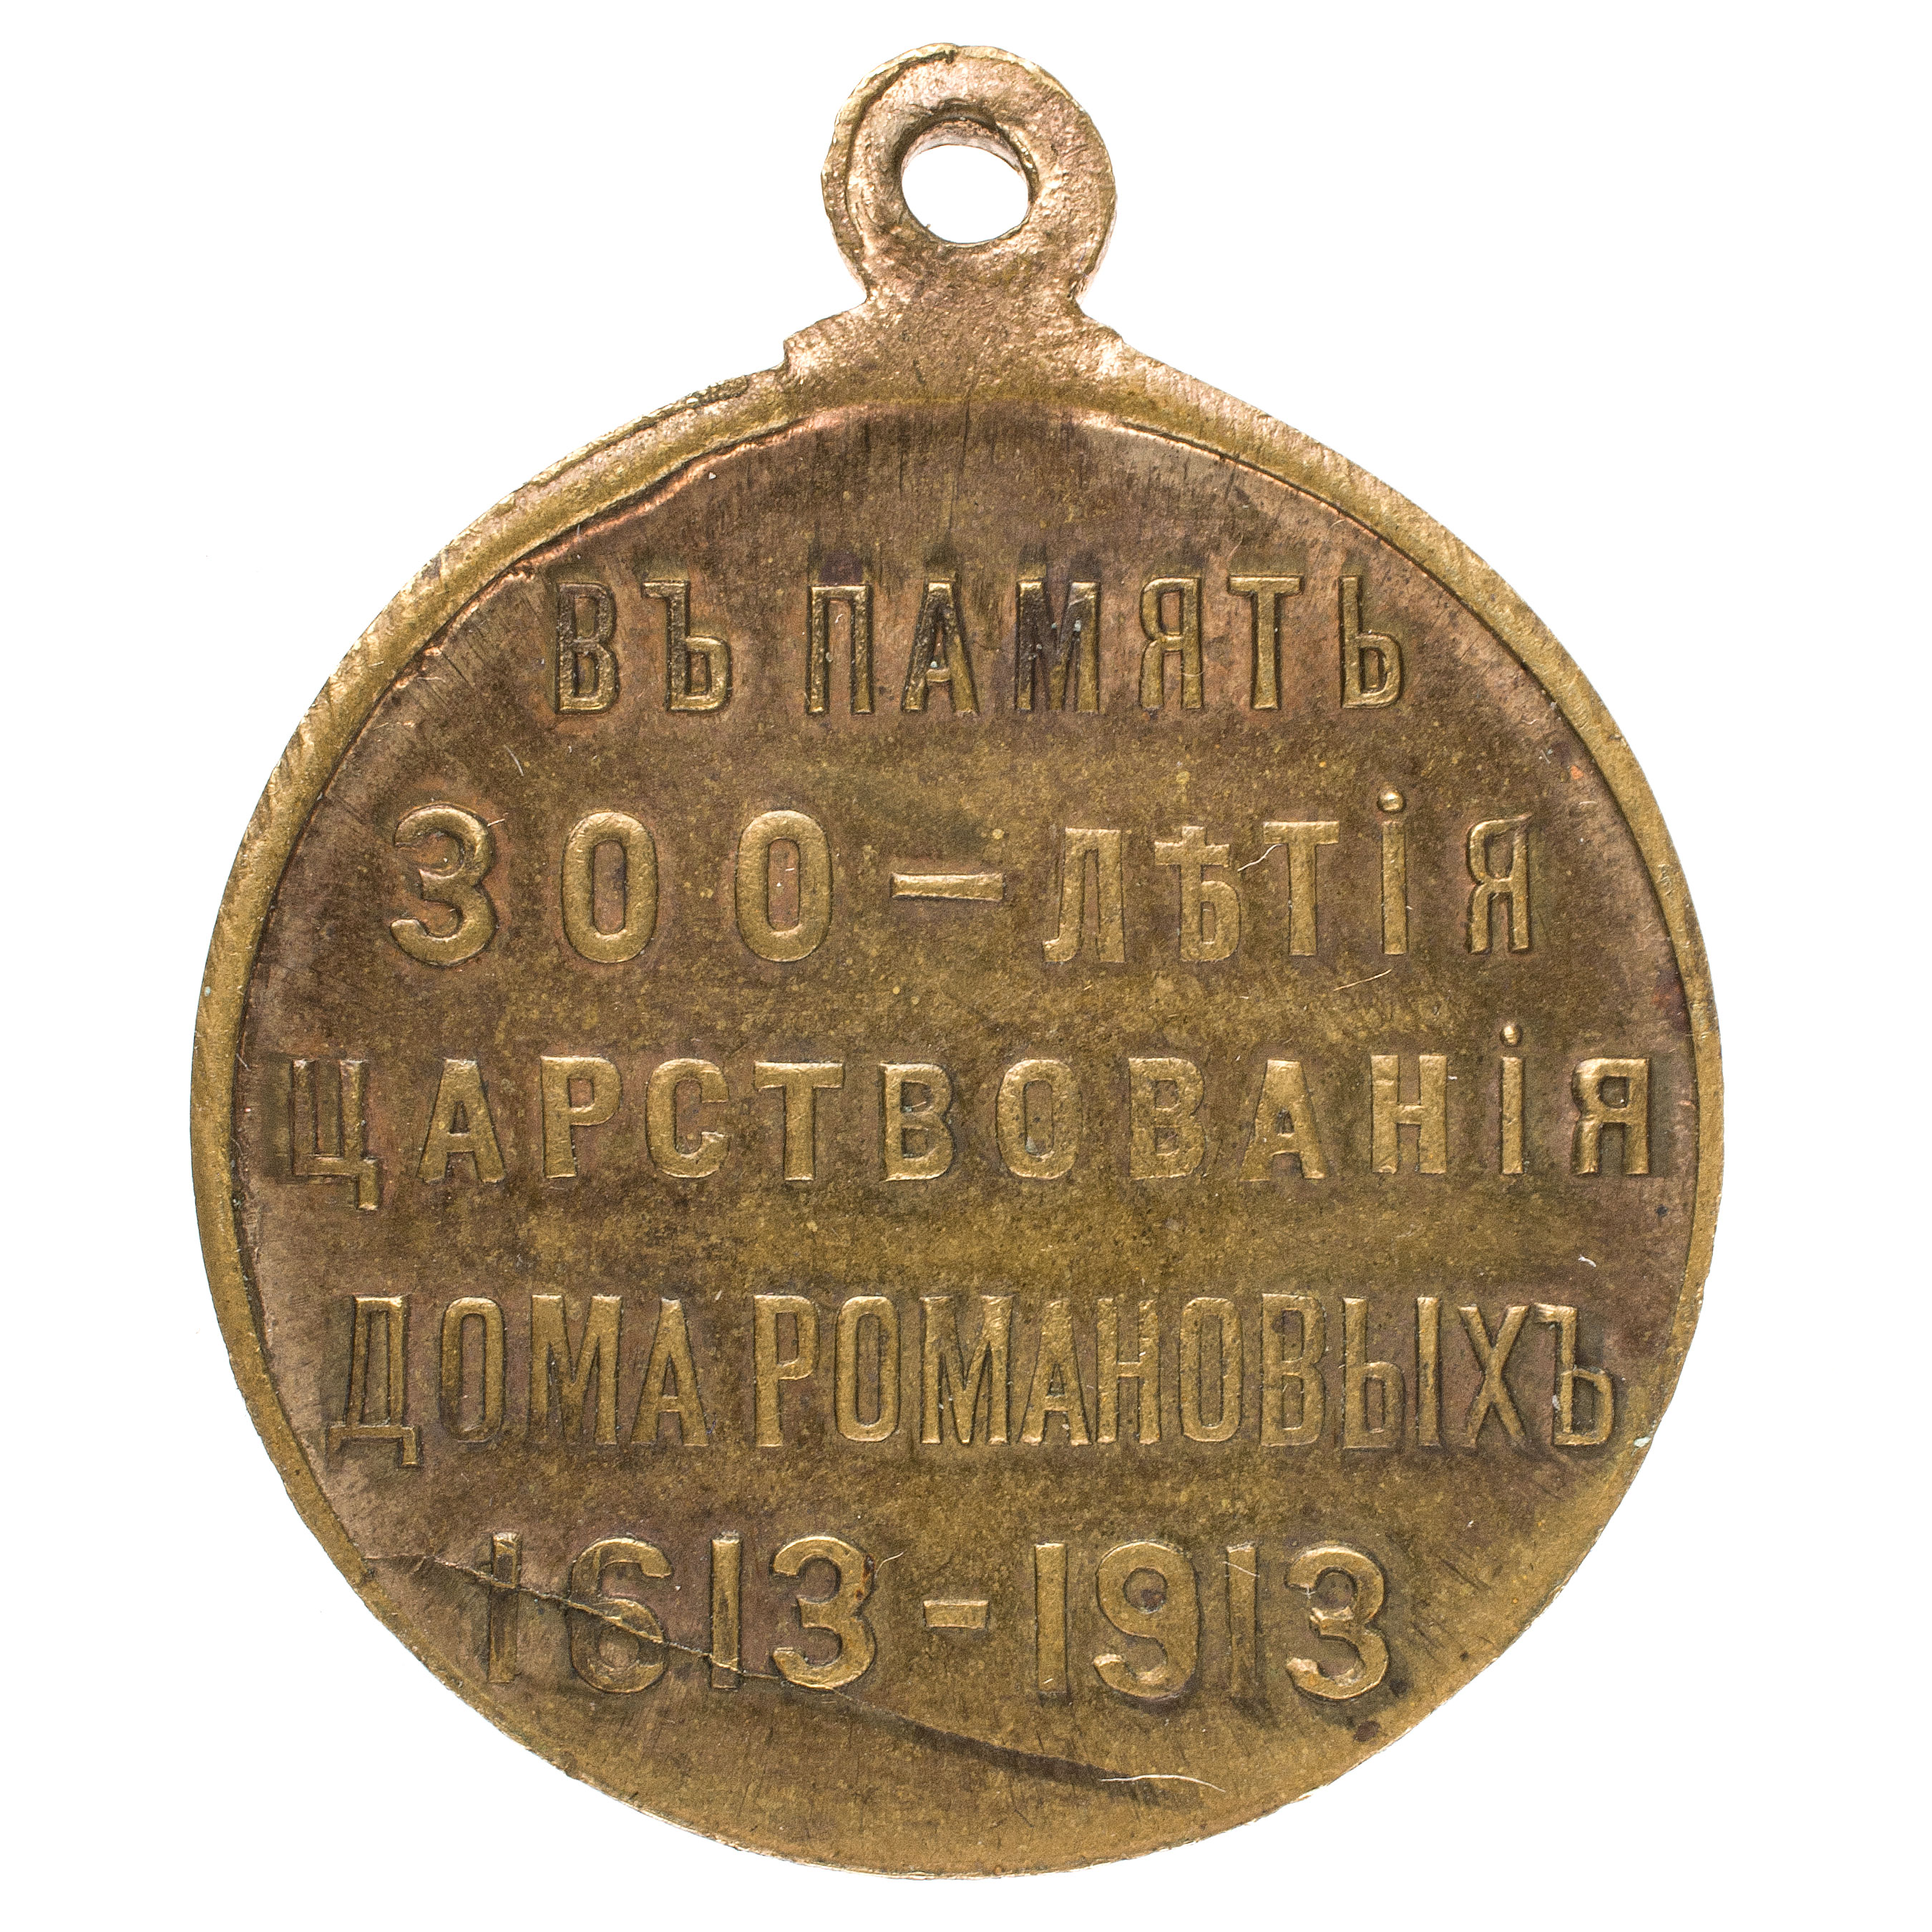 ВЪ ПАМЯТЬ
300–ЛѢТІЯ
ЦАРСТВОВАНІЯ
ДОМА РОМАНОВЫХЪ
1613-1913